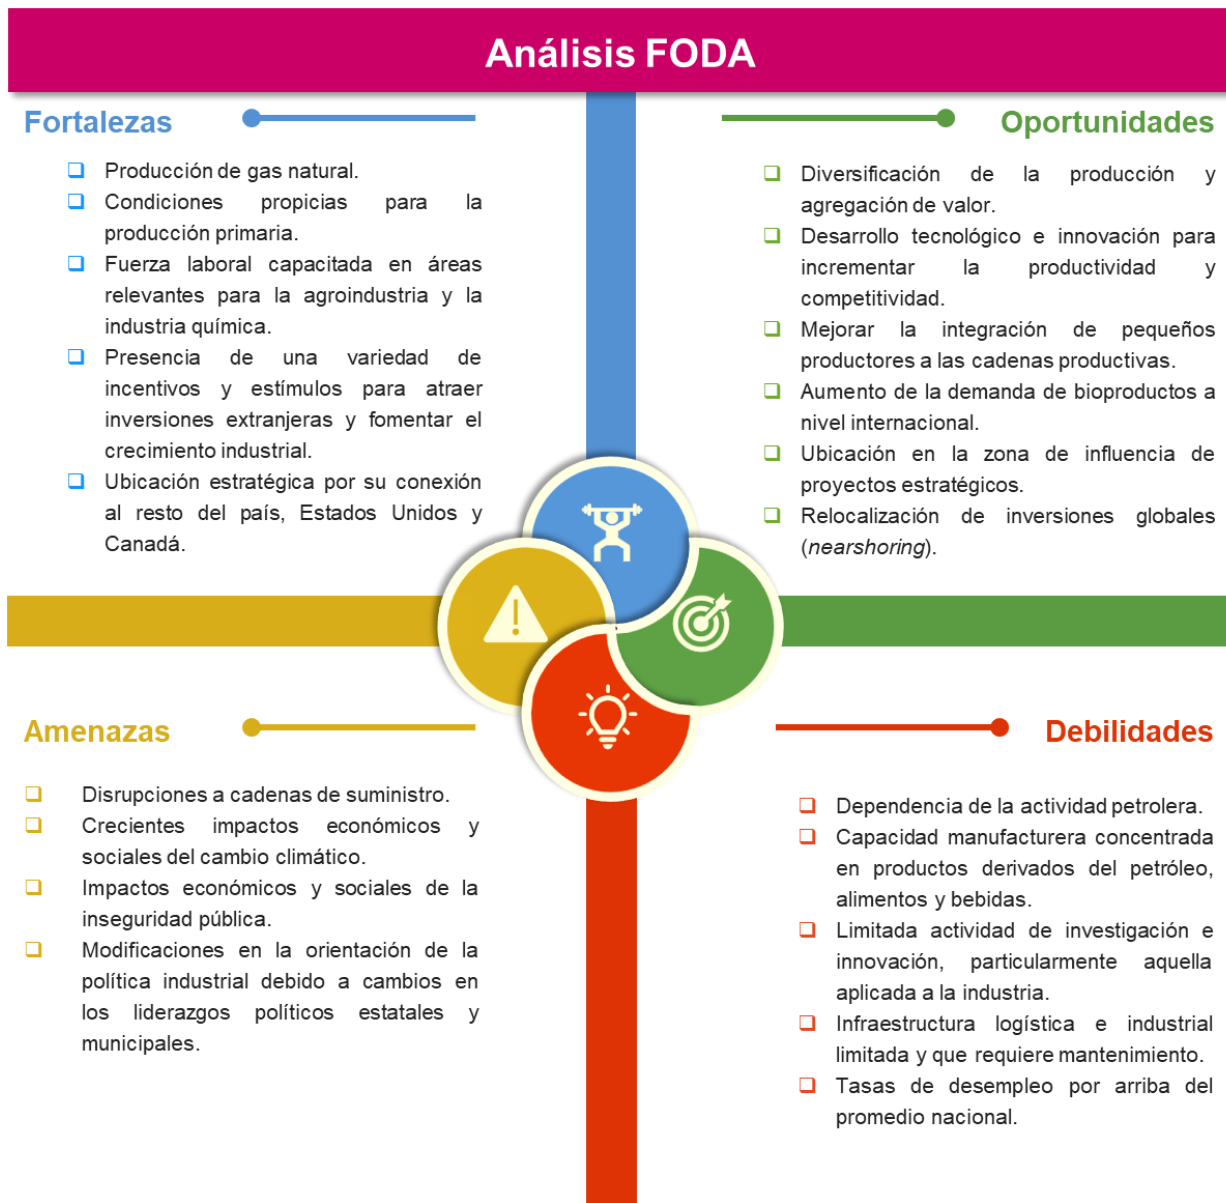 Análisis FODA
Fortalezas
Producción de gas natural.
Condiciones propicias para la
producción primaria.
Fuerza laboral capacitada en áreas
relevantes para la agroindustria y la
industria química.
Presencia de una variedad de
incentivos y estímulos para atraer
inversiones extranjeras y fomentar el
crecimiento industrial.
Ubicación estratégica por su conexión
al resto del país, Estados Unidos y
Canadá.
Oportunidades
Diversificación de la producción y
agregación de valor.
Desarrollo tecnológico e innovación para
incrementar la productividad y
competitividad.
Mejorar la integración de pequeños
productores a las cadenas productivas.
Aumento de la demanda de bioproductos a
nivel internacional.
Ubicación en la zona de influencia de
proyectos estratégicos.
Relocalización de inversiones globales
(nearshoring).
Amenazas
Disrupciones a cadenas de suministro.
Crecientes impactos económicos y
sociales del cambio climático.
Impactos económicos y sociales de la
inseguridad pública.
Modificaciones en la orientación de la
política industrial debido a cambios en
los liderazgos políticos estatales y
municipales.
Debilidades
Dependencia de la actividad petrolera.
Capacidad manufacturera concentrada
en productos derivados del petróleo,
alimentos y bebidas.
Limitada actividad de investigación e
innovación, particularmente aquella
aplicada a la industria.
Infraestructura logística e industrial
limitada y que requiere mantenimiento.
Tasas de desempleo por arriba del
promedio nacional.